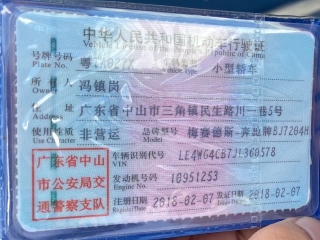 中华人民共和国机动车行驶证
Vehicle License of the People's Republic of China
号牌号码
Plate No.
小型轿车
所有人
Owner
冯镇岗
住址
Address
广东省中山市三角镇民生路川一巷5号
使用性质
Use Character
非营运
品牌型号
Model
梅赛德斯-奔驰牌BJ7204H
广东省中山
市公安局交
通警察支队
车辆识别代号
VIN
LE4WG4CB7JL360578
发动机号码
Engine No.
10951253
注册日期
Register Date
2018-02-07
发证日期
Issue Date
2018-02-07